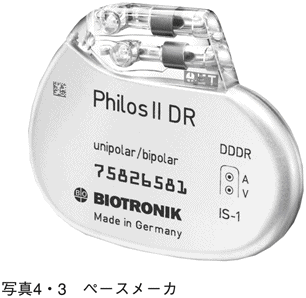 Philos II DR
unipolar/bipolar
DDDR
75826581
A
V
BIO BIOTRONIK
Made in Germany
IS-1
写真4・3 ペースメーカ